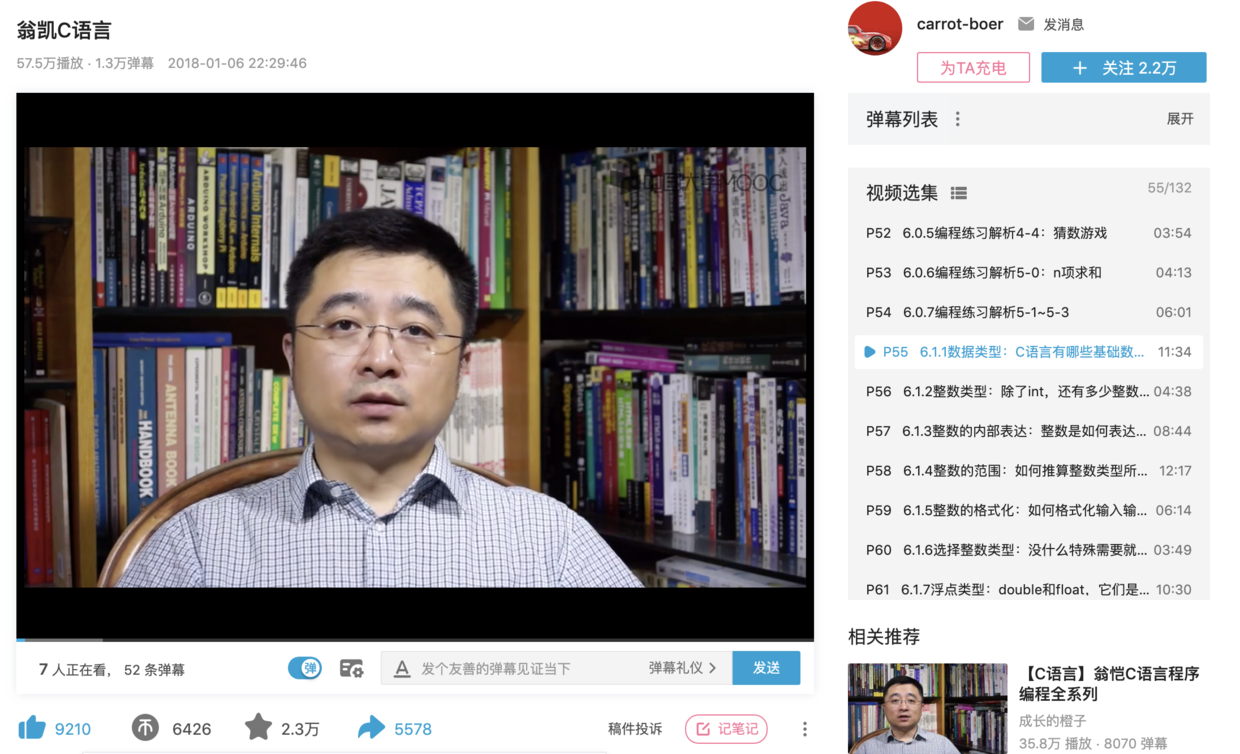 翁凯C语言
57.5万播放 · 1.3万弹幕 2018-01-06 22:29:46
carrot-boer 发消息
为TA充电
+ 关注 2.2万
弹幕列表
展开
视频选集
55/132
P52 6.0.5编程练习解析4-4：猜数游戏 03:54
P53 6.0.6编程练习解析5-0：n项求和 04:13
P54 6.0.7编程练习解析5-1~5-3 06:01
P55 6.1.1数据类型：C语言有哪些基础数... 11:34
P56 6.1.2整数类型：除了int，还有多少整数... 04:38
P57 6.1.3整数的内部表达：整数是如何表达... 08:44
P58 6.1.4整数的范围：如何推算整数类型所... 12:17
P59 6.1.5整数的格式化：如何格式化输入输... 06:14
P60 6.1.6选择整数类型：没什么特殊需要就... 03:49
P61 6.1.7浮点类型：double和float，它们是... 10:30
中国大学MOOC
ARDUINO
ARDUINO WORKSHOP
Arduino Internals
HANDBOOK
ANTENNA BOOK
Java
7 人正在看， 52 条弹幕
弹
发个友善的弹幕见证当下
弹幕礼仪
发送
9210
6426
2.3万
5578
稿件投诉
记笔记
相关推荐
【C语言】翁恺C语言程序
编程全系列
成长的橙子
35.8万 播放 · 8070 弹幕